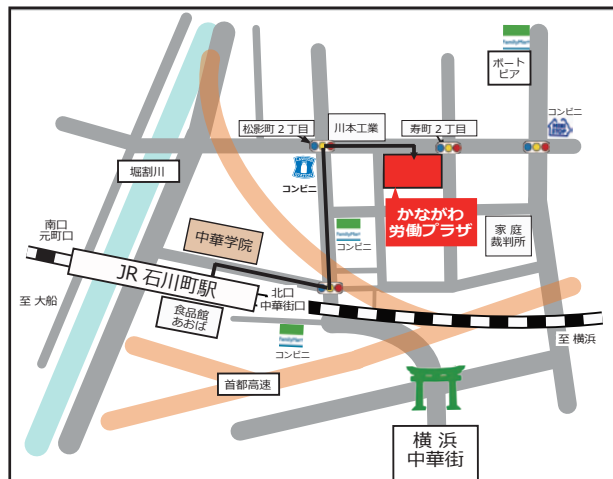 FamilyMart
ボート
ピア
コンビニ
松影町２丁目
川本工業
寿町２丁目
MINI
STOP
コンビニ
堀割川
かながわ
労働プラザ
南口
元町口
中華学院
FamilyMart
コンビニ
家 庭
裁判所
JR 石川町駅
北口
中華街口
至 大船
食品館
あおば
至 横浜
FamilyMart
コンビニ
首都高速
横 浜
中華街